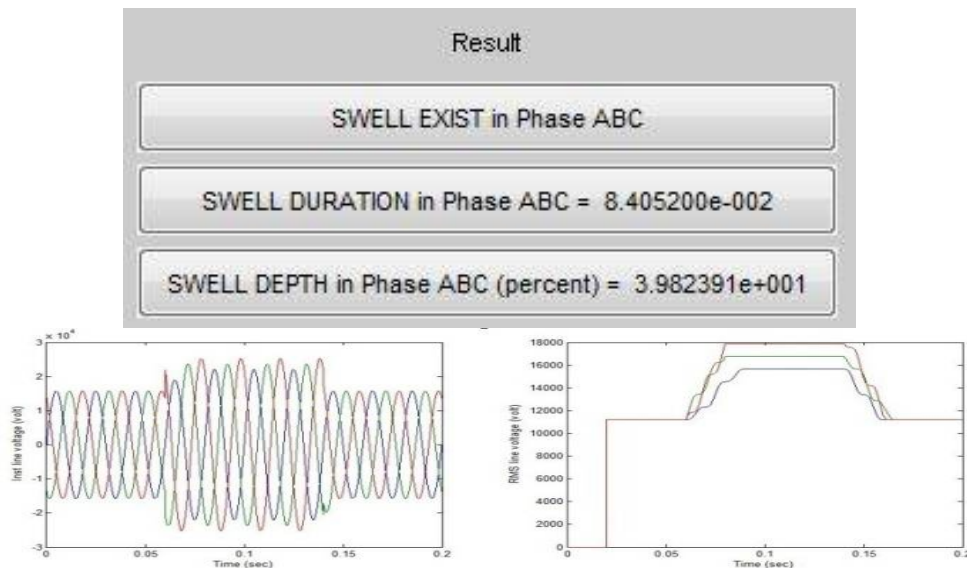 Result
SWELL EXIST in Phase ABC
SWELL DURATION in Phase ABC = 8.405200e-002
SWELL DEPTH in Phase ABC (percent) = 3.982391e+001
× 10⁴
3
2
1
0
-1
-2
-3
Inst line voltage (volt)
0 0.05 0.1 0.15 0.2
Time (sec)
18000
16000
14000
12000
10000
8000
6000
4000
2000
0
RMS line voltage (volt)
0 0.05 0.1 0.15 0.2
Time (sec)